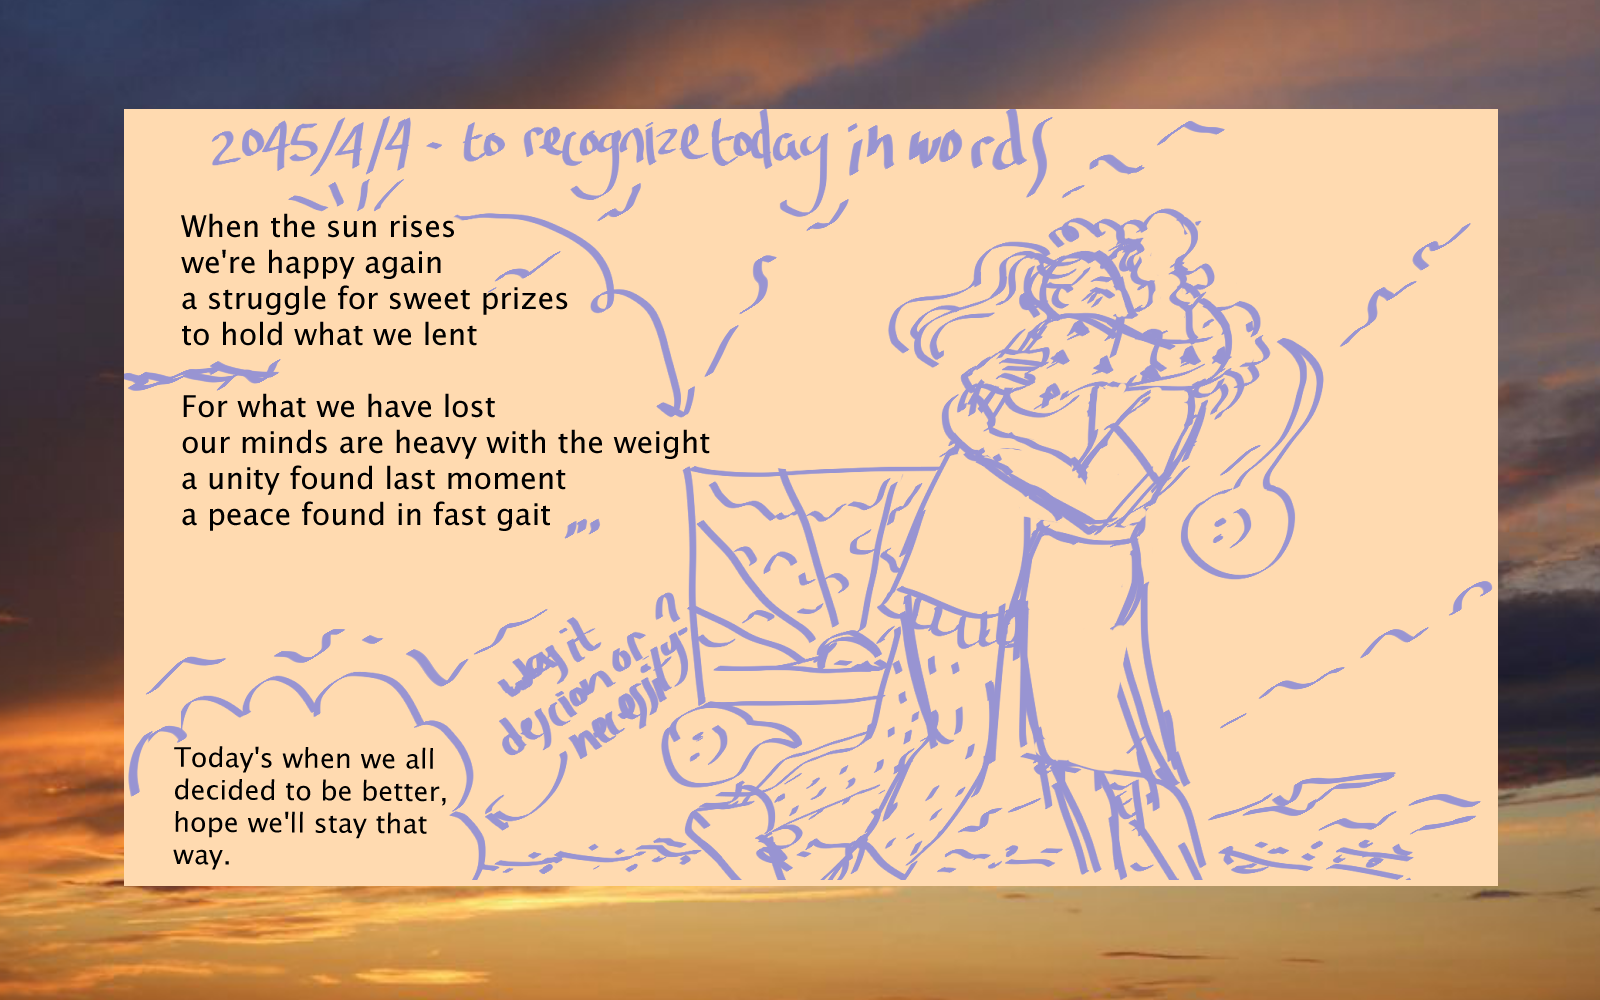 2045/4/4 - to recognize today in words
When the sun rises
we're happy again
a struggle for sweet prizes
to hold what we lent
For what we have lost
our minds are heavy with the weight
a unity found last moment
a peace found in fast gait
...
was it
descion or
necessity
Today's when we all
decided to be better,
hope we'll stay that
way.